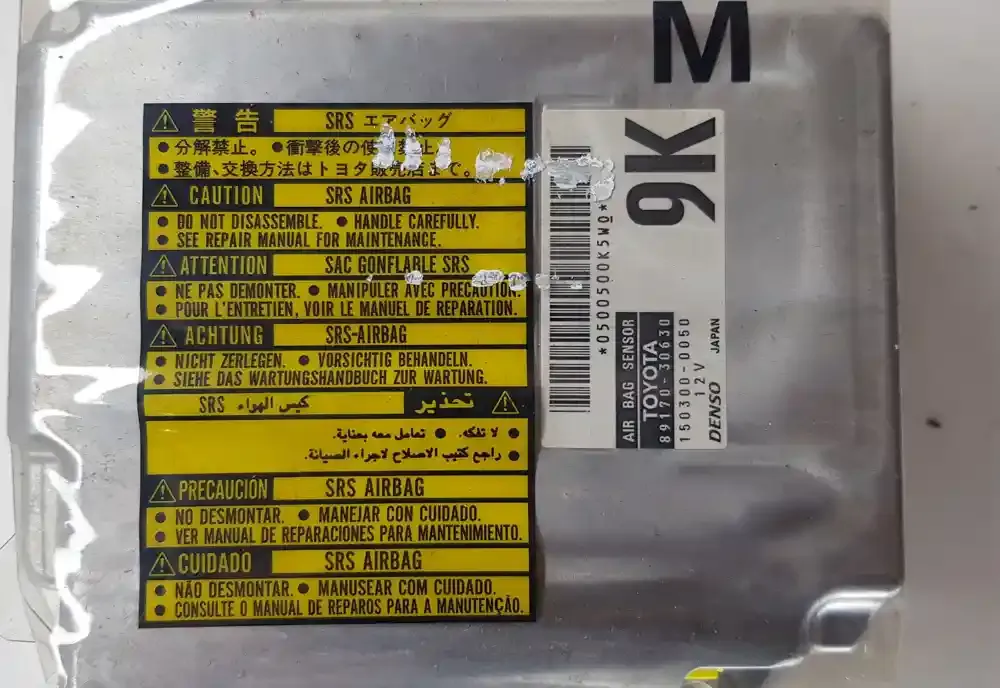 M
警告 SRS エアバッグ
● 分解禁止。 ● 衝撃後の使 禁止
● 整備、交換方法はトヨタ販売店まで。
CAUTION SRS AIRBAG
● DO NOT DISASSEMBLE. ● HANDLE CAREFULLY.
● SEE REPAIR MANUAL FOR MAINTENANCE.
ATTENTION SAC GONFLABLE SRS
● NE PAS DEMONTER. ● MANIPULER AVEC PRECAUTION.
● POUR L'ENTRETIEN, VOIR LE MANUEL DE REPARATION.
ACHTUNG SRS-AIRBAG
● NICHT ZERLEGEN. ● VORSICHTIG BEHANDELN.
● SIEHE DAS WARTUNGSHANDBUCH ZUR WARTUNG.
تحذير كيس الهواء SRS
● لا تفكه. ● تعامل معه بعناية.
● راجع كتيب الاصلاح لاجراء الصيانة.
PRECAUCIÓN SRS AIRBAG
● NO DESMONTAR. ● MANEJAR CON CUIDADO.
● VER MANUAL DE REPARACIONES PARA MANTENIMIENTO.
CUIDADO SRS AIRBAG
● NÃO DESMONTAR. ● MANUSEAR COM CUIDADO.
● CONSULTE O MANUAL DE REPAROS PARA A MANUTENÇÃO.
9K
*0500500K5W0*
AIR BAG SENSOR
TOYOTA
89170-30630
150300-0050
12V
DENSO JAPAN